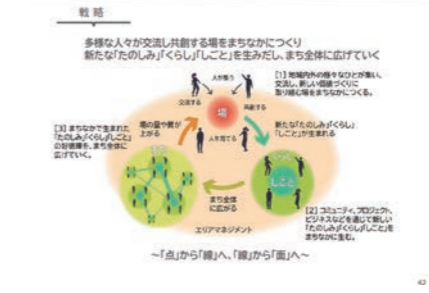 戦略
多様な人々が交流し共創する場をまちなかにつくり
新たな「たのしみ」「くらし」「しごと」を生みだし、まち全体に広げていく
人が集う
[1] 地域内外の様々なひとが集い、
交流し、新しい価値づくりに
取り組む場をまちなかにつくる。
交流する
共創する
場
人を育てる
[3] まちなかで生まれた
「たのしみ」「くらし」「しごと」
の好循環を、まち全体に
広げていく。
場の量や質が
上がる
新たな「たのしみ」「くらし」
「しごと」が生まれる
しごと
まち全体
に広がる
[2] コミュニティ、プロジェクト、
ビジネスなどを通じて新しい
「たのしみ」「くらし」「しごと」を
まちなかに生む。
エリアマネジメント
～「点」から「線」へ、「線」から「面」へ～